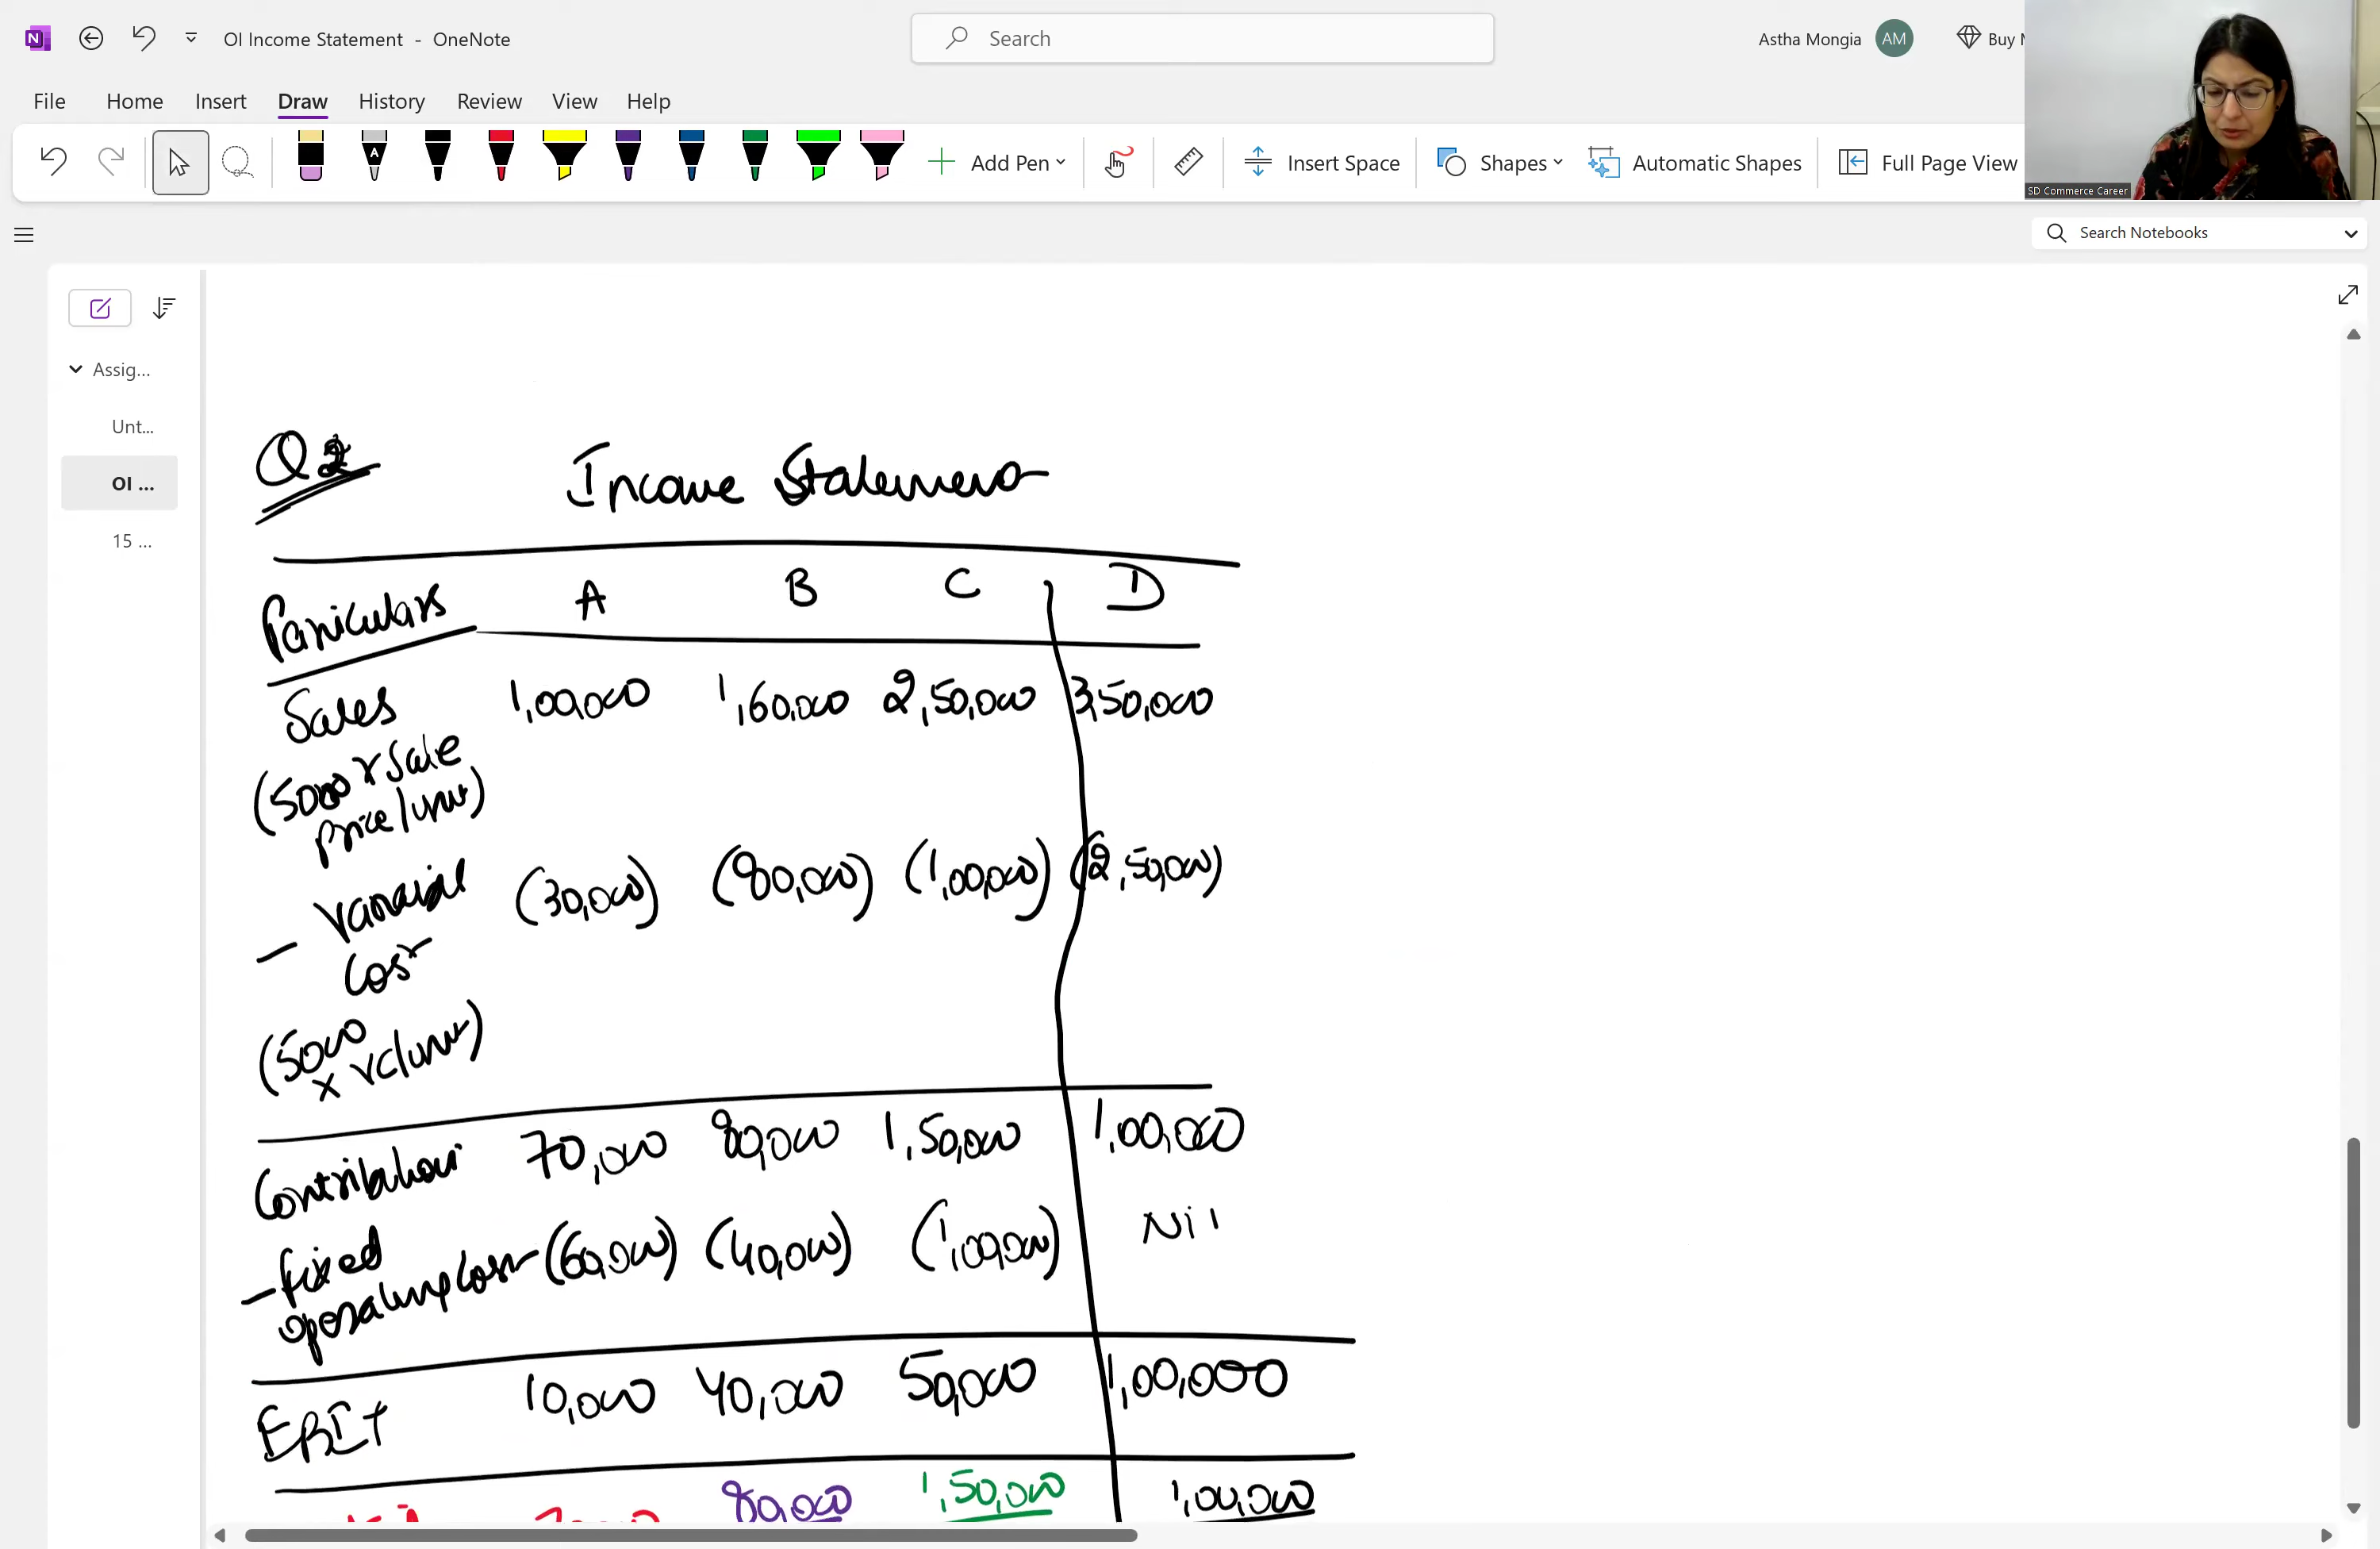 OI Income Statement - OneNote
Search
Astha Mongia AM
Buy
File Home Insert Draw History Review View Help
Add Pen Insert Space Shapes Automatic Shapes Full Page View
SD Commerce Career
Search Notebooks
Assig...
Unt...
OI ...
15 ...
Q2 Income Statement
Particulars A B C D
Sales 1,00,000 1,60,000 2,50,000 3,50,000
(5000 x Sale
price/unit)
- Variable (30,000) (80,000) (1,00,000) (2,50,000)
Cost
(5000
x VC/unit)
Contribution 70,000 80,000 1,50,000 1,00,000
- fixed (60,000) (40,000) (1,00,000) Nil
operating cost
EBIT 10,000 40,000 50,000 1,00,000
80,000 1,50,000 1,00,000